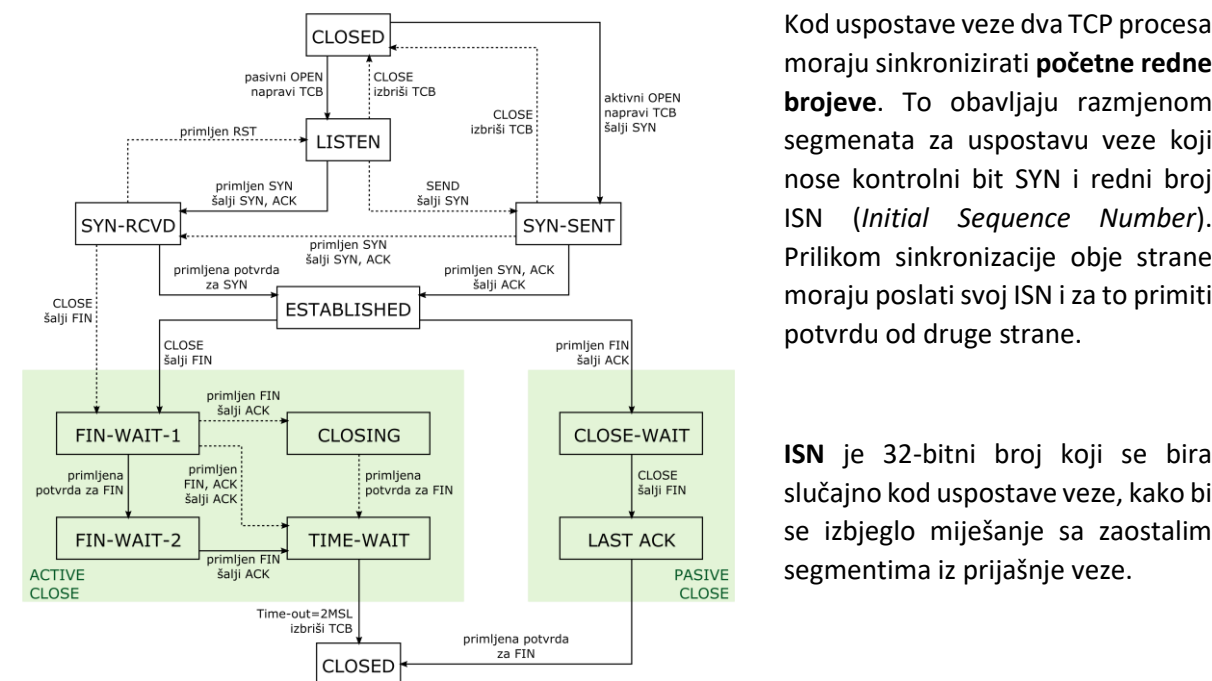 CLOSED
pasivni OPEN
napravi TCB
CLOSE
izbriši TCB
CLOSE
izbriši TCB
aktivni OPEN
napravi TCB
šalji SYN
primljen RST
LISTEN
primljen SYN
šalji SYN, ACK
SEND
šalji SYN
SYN-RCVD
SYN-SENT
primljen SYN
šalji SYN, ACK
primljena potvrda
za SYN
primljen SYN, ACK
šalji ACK
ESTABLISHED
CLOSE
šalji FIN
CLOSE
šalji FIN
primljen FIN
šalji ACK
primljen FIN
šalji ACK
FIN-WAIT-1
CLOSING
CLOSE-WAIT
primljena
potvrda za FIN
primljen
FIN, ACK
šalji ACK
primljena
potvrda za FIN
CLOSE
šalji FIN
FIN-WAIT-2
TIME-WAIT
LAST ACK
primljen FIN
šalji ACK
ACTIVE
CLOSE
PASIVE
CLOSE
Time-out=2MSL
izbriši TCB
primljena potvrda
za FIN
CLOSED
Kod uspostave veze dva TCP procesa
moraju sinkronizirati početne redne
brojeve. To obavljaju razmjenom
segmenata za uspostavu veze koji
nose kontrolni bit SYN i redni broj
ISN (Initial Sequence Number).
Prilikom sinkronizacije obje strane
moraju poslati svoj ISN i za to primiti
potvrdu od druge strane.
ISN je 32-bitni broj koji se bira
slučajno kod uspostave veze, kako bi
se izbjeglo miješanje sa zaostalim
segmentima iz prijašnje veze.